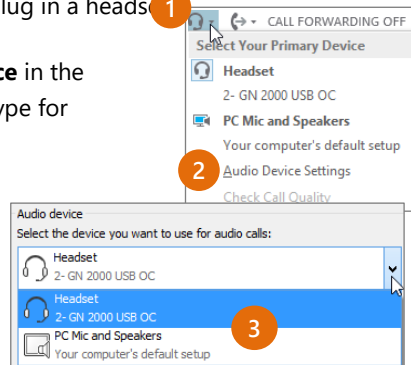 lug in a heads
1
CALL FORWARDING OFF
Select Your Primary Device
ce in the
Headset
ype for
2- GN 2000 USB OC
PC Mic and Speakers
Your computer's default setup
2
Audio Device Settings
Check Call Quality
Audio device
Select the device you want to use for audio calls:
Headset
2- GN 2000 USB OC
Headset
2- GN 2000 USB OC
3
PC Mic and Speakers
Your computer's default setup